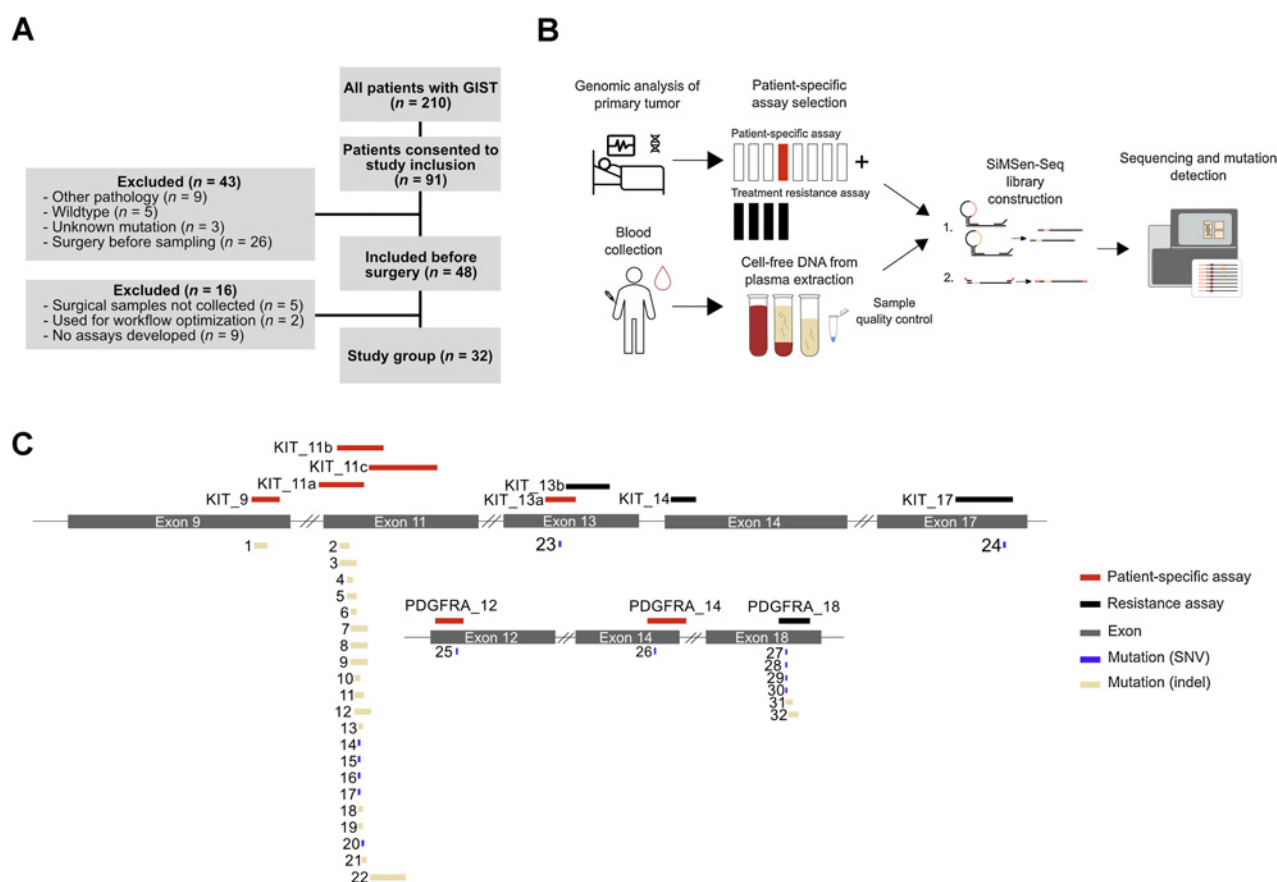 A
All patients with GIST
(n = 210)
Patients consented to
study inclusion
(n = 91)
Excluded (n = 43)
- Other pathology (n = 9)
- Wildtype (n = 5)
- Unknown mutation (n = 3)
- Surgery before sampling (n = 26)
Included before
surgery (n = 48)
Excluded (n = 16)
- Surgical samples not collected (n = 5)
- Used for workflow optimization (n = 2)
- No assays developed (n = 9)
Study group (n = 32)
B
Genomic analysis of
primary tumor
Patient-specific
assay selection
Patient-specific assay
+
Treatment resistance assay
Blood
collection
Cell-free DNA from
plasma extraction
Sample
quality control
SiMSen-Seq
library
construction
1.
2.
Sequencing and mutation
detection
C
KIT_11b
KIT_11c
KIT_11a
KIT_9
KIT_13b
KIT_13a
KIT_14
KIT_17
Exon 9
Exon 11
Exon 13
Exon 14
Exon 17
1
2
3
4
5
6
7
8
9
10
11
12
13
14
15
16
17
18
19
20
21
22
23
24
PDGFRA_12
PDGFRA_14
PDGFRA_18
Exon 12
Exon 14
Exon 18
25
26
27
28
29
30
31
32
Patient-specific assay
Resistance assay
Exon
Mutation (SNV)
Mutation (indel)